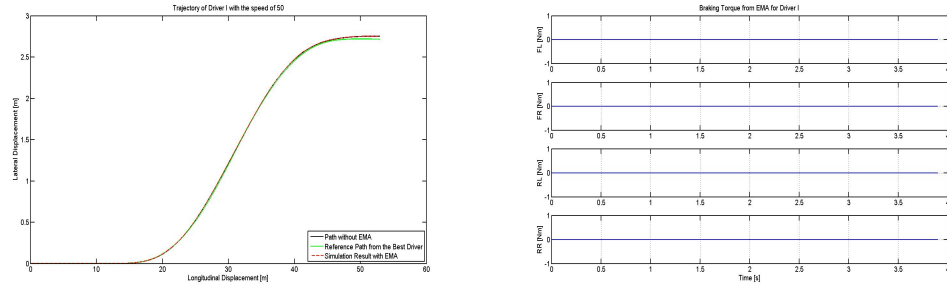 Trajectory of Driver I with the speed of 50
3
2.5
2
1.5
1
0.5
0
Lateral Displacement [m]
0 10 20 30 40 50 60
Longitudinal Displacement [m]
Path without EMA
Reference Path from the Best Driver
Simulation Result with EMA
Braking Torque from EMA for Driver I
FL [Nm]
1
0
-1
0 0.5 1 1.5 2 2.5 3 3.5 4
FR [Nm]
1
0
-1
0 0.5 1 1.5 2 2.5 3 3.5 4
RL [Nm]
1
0
-1
0 0.5 1 1.5 2 2.5 3 3.5 4
RR [Nm]
1
0
-1
0 0.5 1 1.5 2 2.5 3 3.5 4
Time [s]